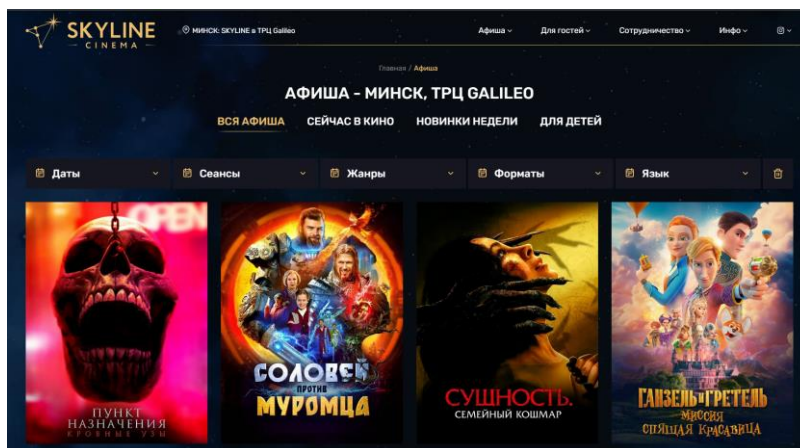 SKYLINE
CINEMA
МИНСК: SKYLINE в ТРЦ Galileo
Афиша
Для гостей
Сотрудничество
Инфо
Главная / Афиша
АФИША - МИНСК, ТРЦ GALILEO
ВСЯ АФИША
СЕЙЧАС В КИНО
НОВИНКИ НЕДЕЛИ
ДЛЯ ДЕТЕЙ
Даты
Сеансы
Жанры
Форматы
Язык
OPEN
ПУНКТ
НАЗНАЧЕНИЯ
КРОВНЫЕ УЗЫ
СОЛОВЕЙ
ПРОТИВ
МУРОМЦА
СУЩНОСТЬ.
СЕМЕЙНЫЙ КОШМАР
ГАНЗЕЛЬ и ГРЕТЕЛЬ
МИССИЯ
СПЯЩАЯ КРАСАВИЦА